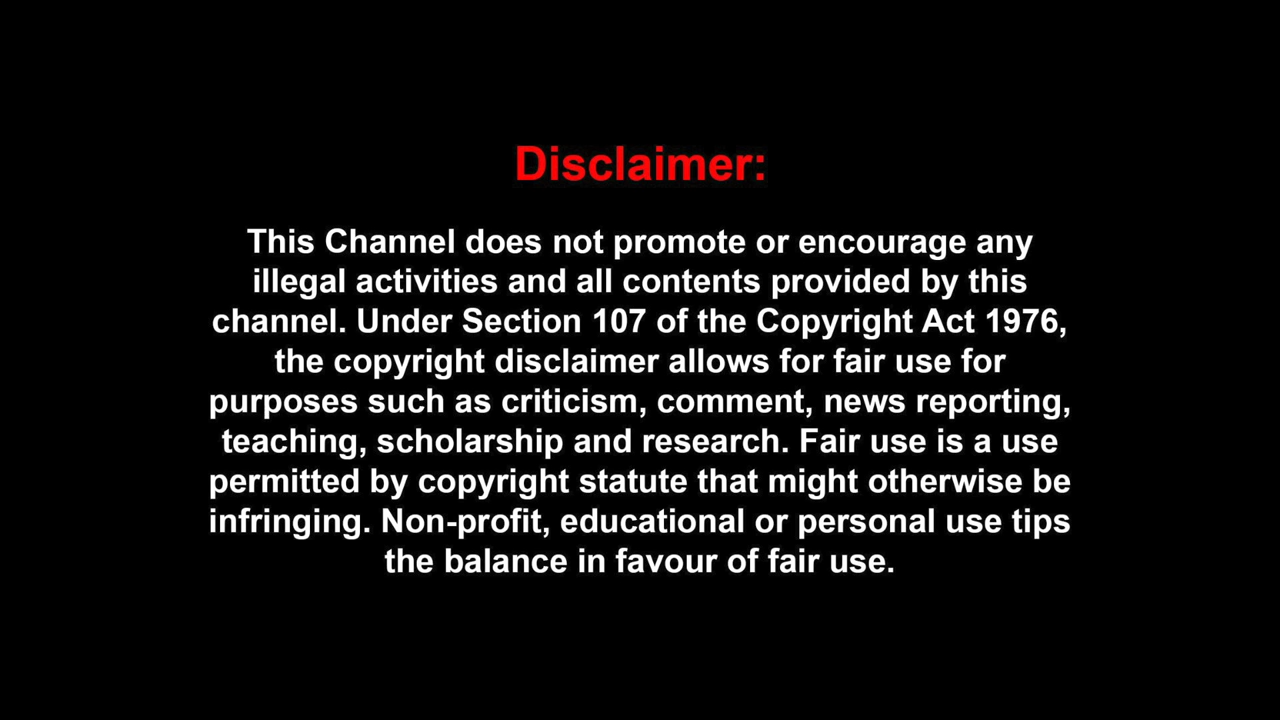 Disclaimer:
This Channel does not promote or encourage any
illegal activities and all contents provided by this
channel. Under Section 107 of the Copyright Act 1976,
the copyright disclaimer allows for fair use for
purposes such as criticism, comment, news reporting,
teaching, scholarship and research. Fair use is a use
permitted by copyright statute that might otherwise be
infringing. Non-profit, educational or personal use tips
the balance in favour of fair use.